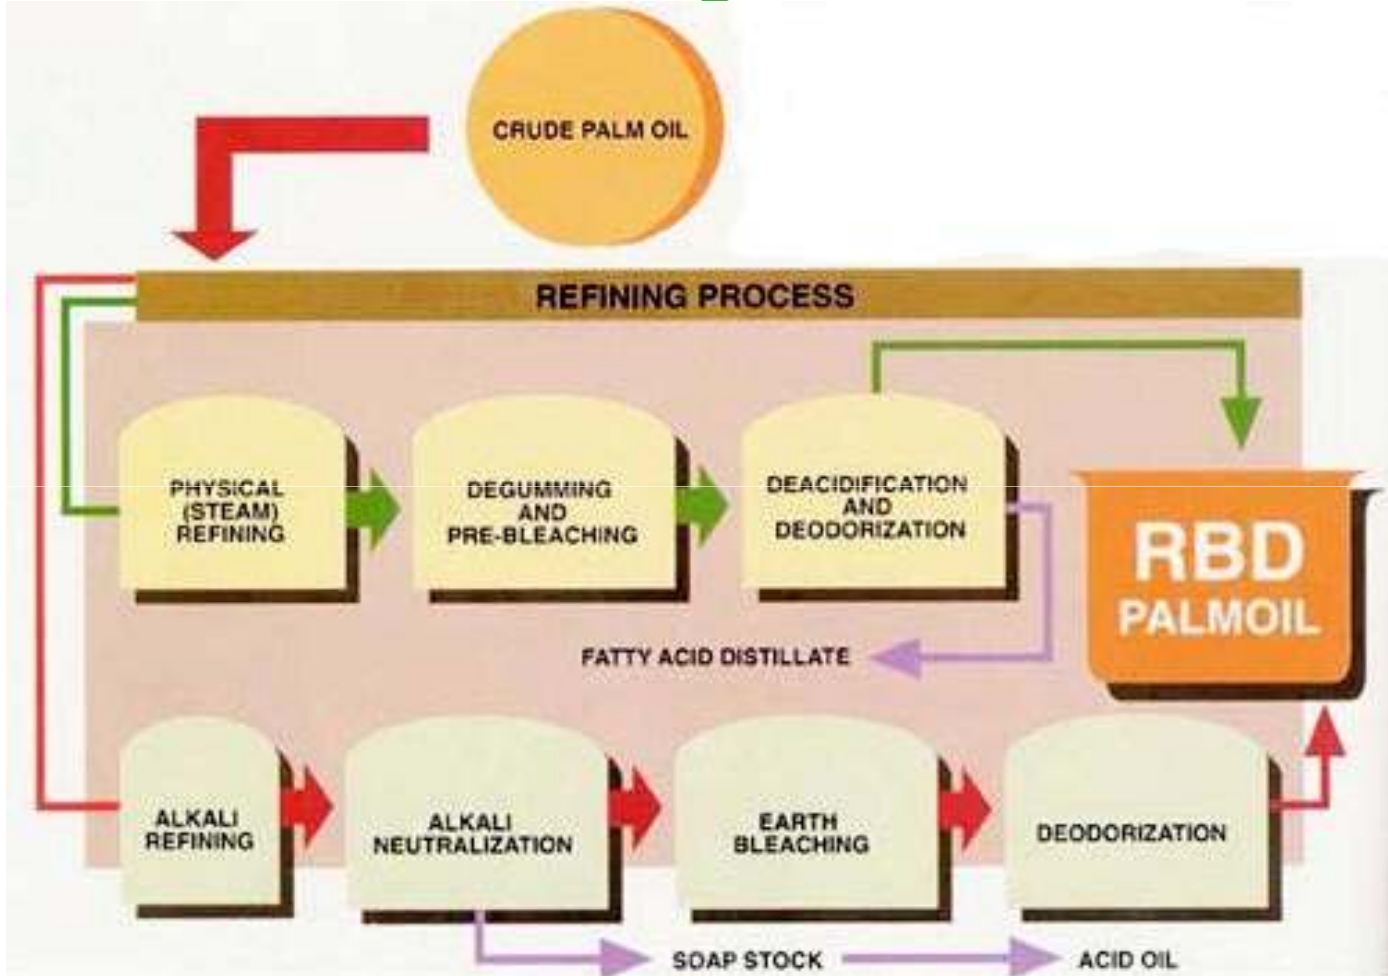 CRUDE PALM OIL
REFINING PROCESS
PHYSICAL
(STEAM)
REFINING
DEGUMMING
AND
PRE-BLEACHING
DEACIDIFICATION
AND
DEODORIZATION
RBD
PALMOIL
FATTY ACID DISTILLATE
ALKALI
REFINING
ALKALI
NEUTRALIZATION
EARTH
BLEACHING
DEODORIZATION
SOAP STOCK
ACID OIL